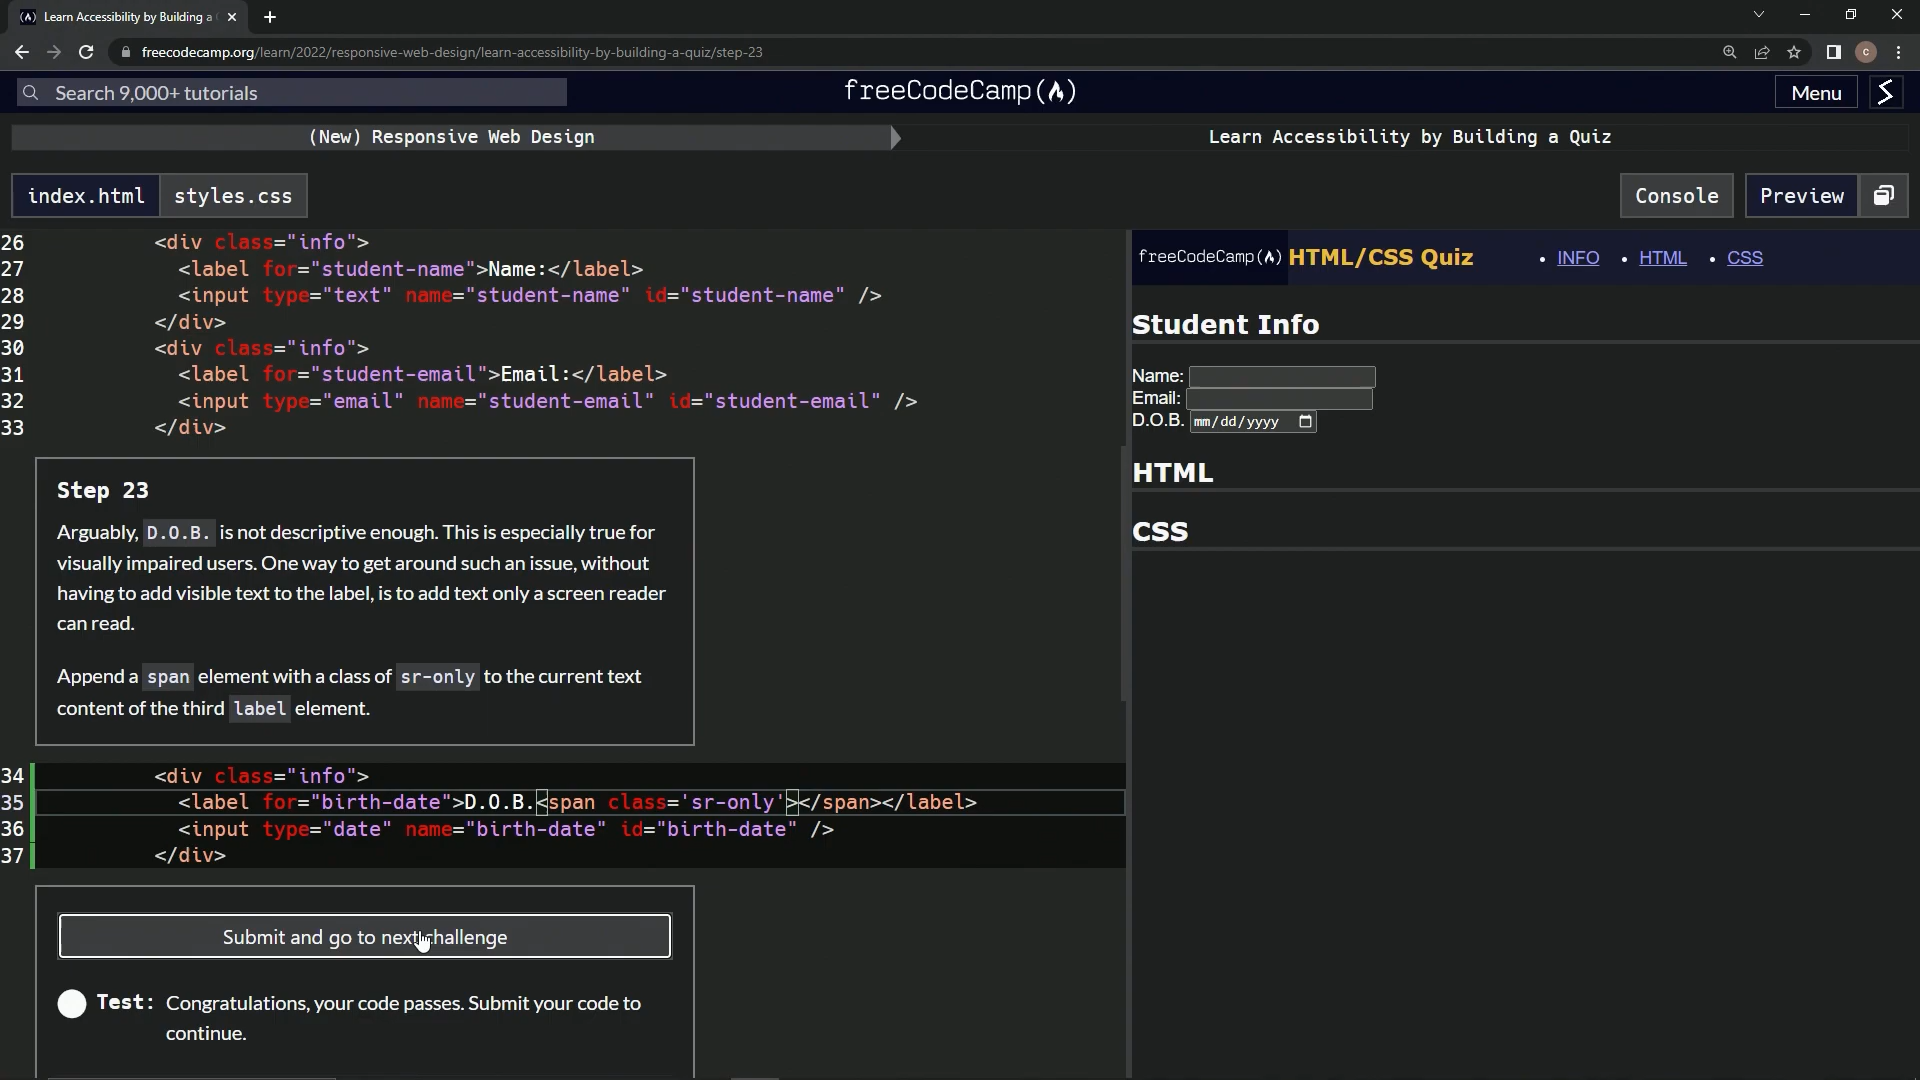 Learn Accessibility by Building a
freecodecamp.org/learn/2022/responsive-web-design/learn-accessibility-by-building-a-quiz/step-23
C
Search 9,000+ tutorials
freeCodeCamp(🔥)
Menu
(New) Responsive Web Design
Learn Accessibility by Building a Quiz
index.html
styles.css
Console
Preview
26 <div class="info">
27 <label for="student-name">Name:</label>
28 <input type="text" name="student-name" id="student-name" />
29 </div>
30 <div class="info">
31 <label for="student-email">Email:</label>
32 <input type="email" name="student-email" id="student-email" />
33 </div>
Step 23
Arguably, D.O.B. is not descriptive enough. This is especially true for
visually impaired users. One way to get around such an issue, without
having to add visible text to the label, is to add text only a screen reader
can read.
Append a span element with a class of sr-only to the current text
content of the third label element.
34 <div class="info">
35 <label for="birth-date">D.O.B.<span class='sr-only'></span></label>
36 <input type="date" name="birth-date" id="birth-date" />
37 </div>
Submit and go to next challenge
Test: Congratulations, your code passes. Submit your code to
continue.
freeCodeCamp(🔥) HTML/CSS Quiz
• INFO • HTML • CSS
Student Info
Name:
Email:
D.O.B. mm/dd/yyyy
HTML
CSS